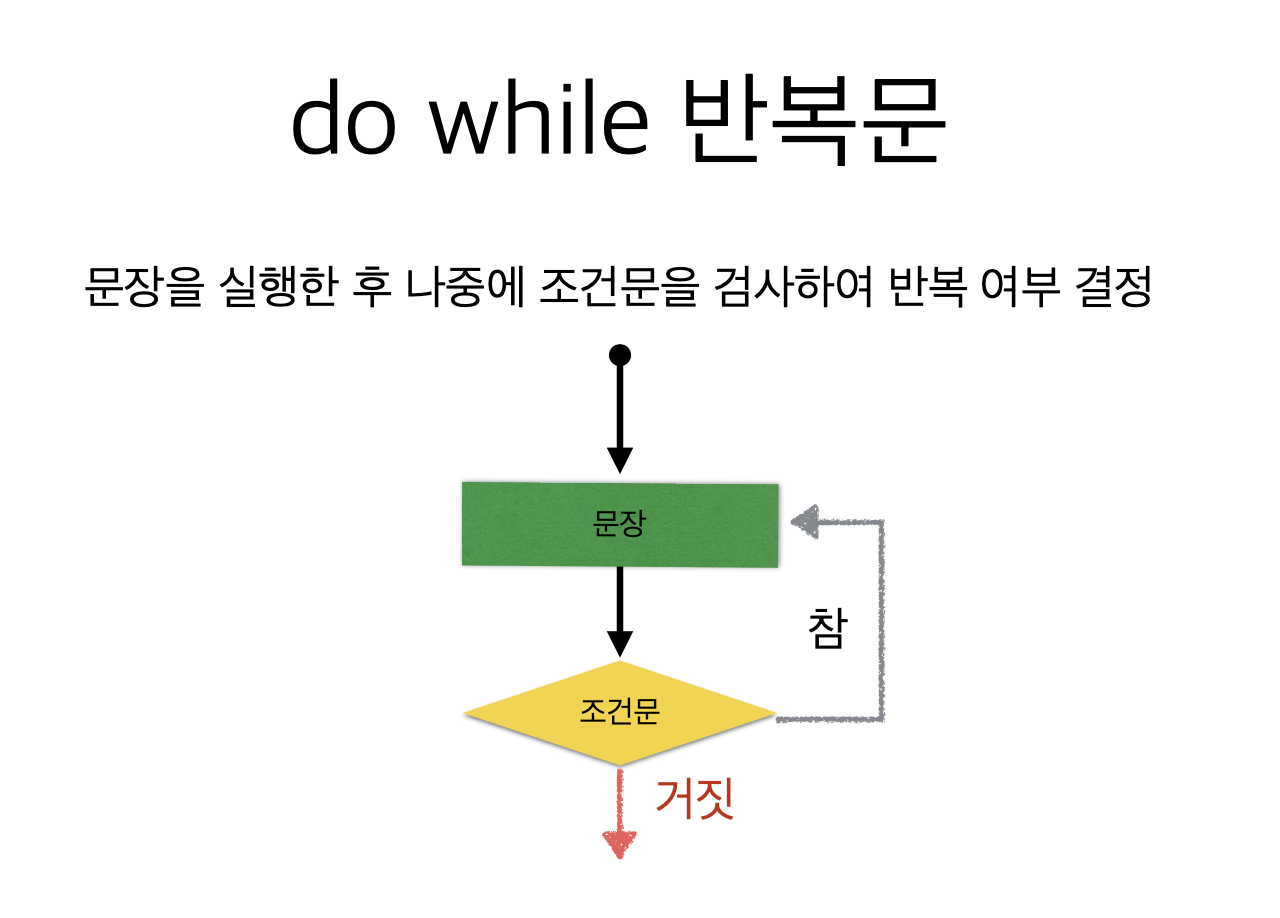 do while 반복문
문장을 실행한 후 나중에 조건문을 검사하여 반복 여부 결정
문장
참
조건문
거짓